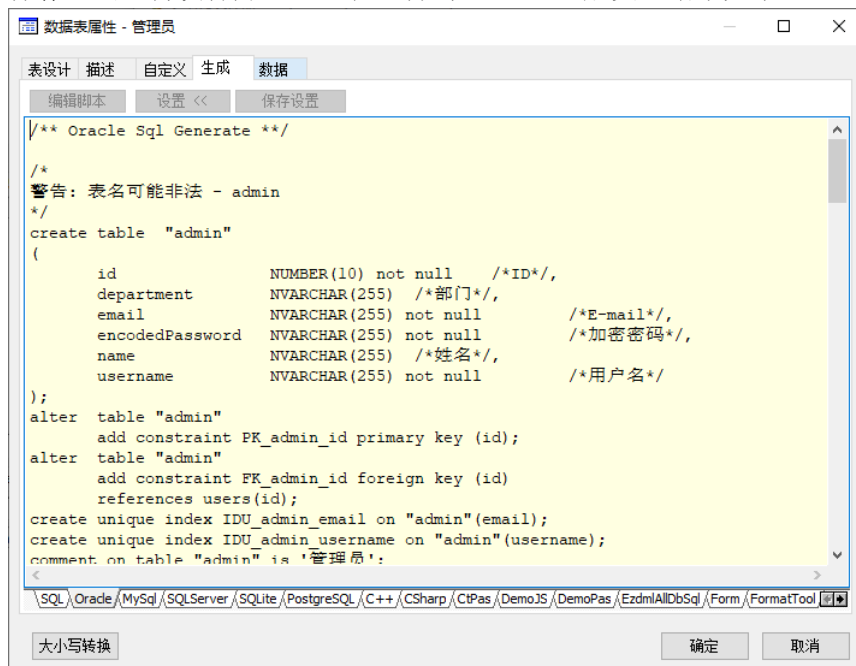 数据表属性 - 管理员
表设计 描述 自定义 生成 数据
编辑脚本 设置 << 保存设置
/** Oracle Sql Generate **/
/*
警告: 表名可能非法 - admin
*/
create table  "admin"
(
id NUMBER(10) not null /*ID*/,
department NVARCHAR(255) /*部门*/,
email NVARCHAR(255) not null /*E-mail*/,
encodedPassword NVARCHAR(255) not null /*加密密码*/,
name NVARCHAR(255) /*姓名*/,
username NVARCHAR(255) not null /*用户名*/
);
alter  table "admin"
add constraint PK_admin_id primary key (id);
alter  table "admin"
add constraint FK_admin_id foreign key (id)
references users(id);
create unique index IDU_admin_email on "admin"(email);
create unique index IDU_admin_username on "admin"(username);
comment on table "admin" is '管理员';
SQL Oracle MySql SQLServer SQLite PostgreSQL C++ CSharp CtPas DemoJS DemoPas EzdmlAllDbSql Form FormatTool
大小写转换 确定 取消